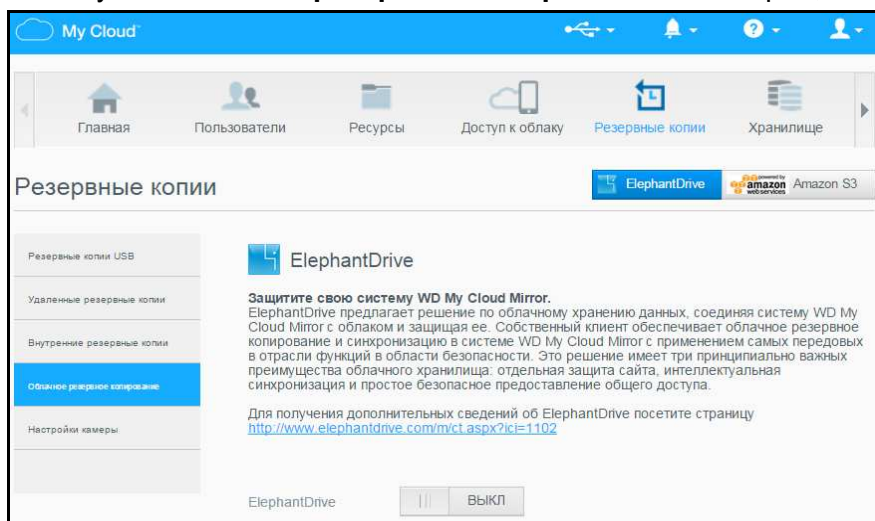 My Cloud
Главная
Пользователи
Ресурсы
Доступ к облаку
Резервные копии
Хранилище
Резервные копии
ElephantDrive
powered by
amazon
webservices
Amazon S3
Резервные копии USB
Удаленные резервные копии
Внутренние резервные копии
Облачное резервное копирование
Настройки камеры
ElephantDrive
Защитите свою систему WD My Cloud Mirror.
ElephantDrive предлагает решение по облачному хранению данных, соединяя систему WD My
Cloud Mirror с облаком и защищая ее. Собственный клиент обеспечивает облачное резервное
копирование и синхронизацию в системе WD My Cloud Mirror с применением самых передовых
в отрасли функций в области безопасности. Это решение имеет три принципиально важных
преимущества облачного хранилища: отдельная защита сайта, интеллектуальная
синхронизация и простое безопасное предоставление общего доступа.
Для получения дополнительных сведений об ElephantDrive посетите страницу
http://www.elephantdrive.com/m/ct.aspx?ici=1102
ElephantDrive
ВЫКЛ